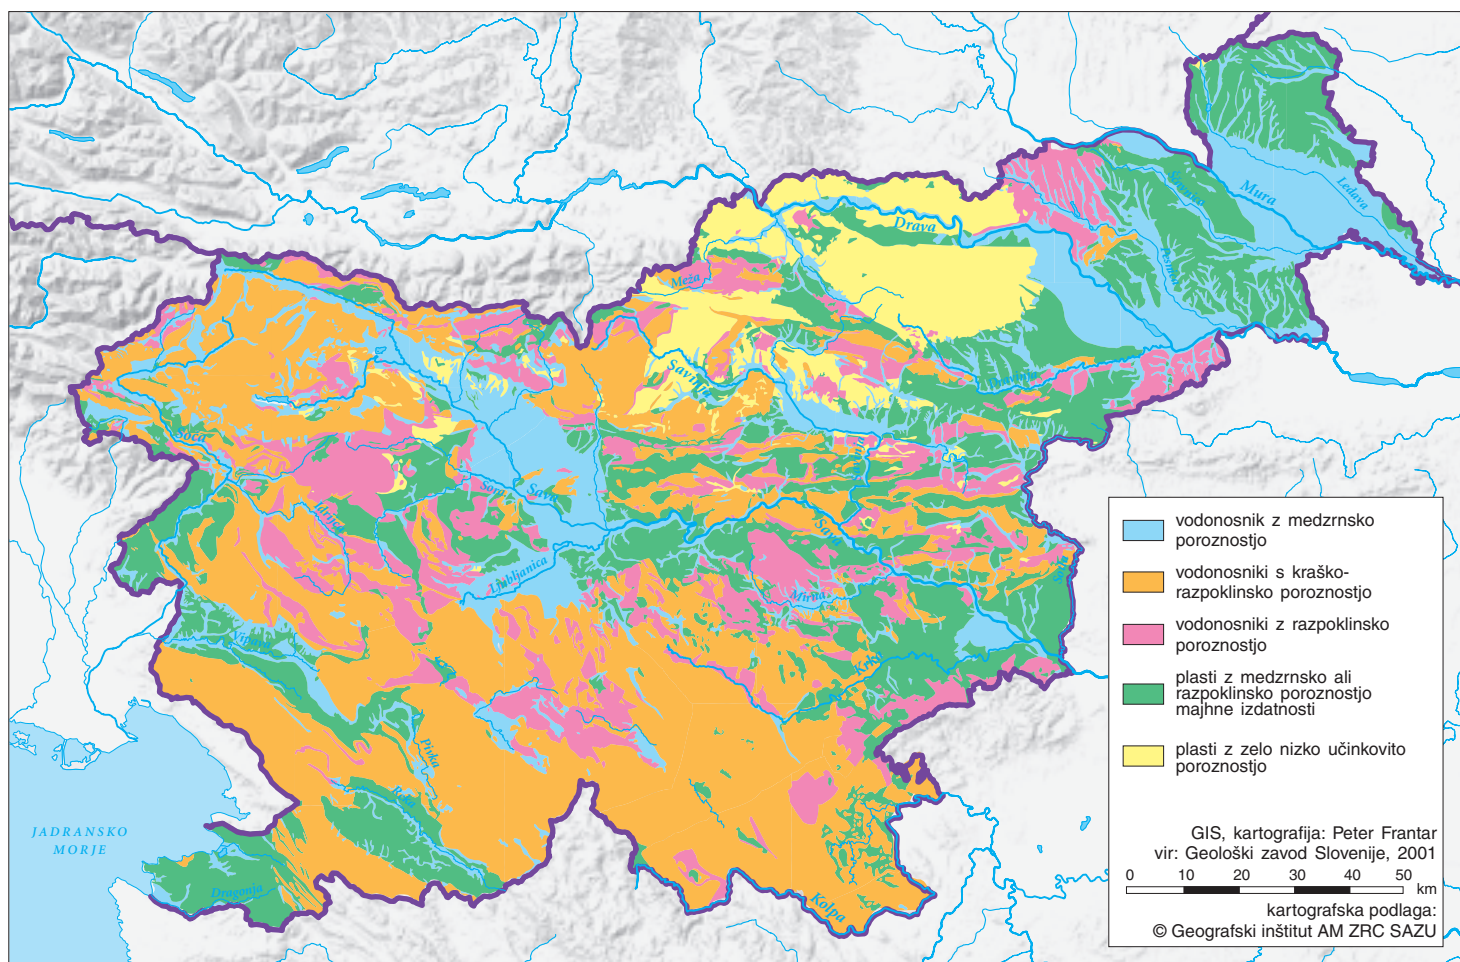 Mura
Ledava
Ščavnica
Pesnica
Drava
Meža
Savinja
Dravinja
Soča
Savinja
Sora
Sava
Idrijca
Sava
Sotla
Ljubljanica
Mirna
Vipava
Krka
Pivka
Reka
JADRANSKO
MORJE
Dragonja
Kolpa
vodonosnik z medzrnsko
poroznostjo
vodonosniki s kraško-
razpoklinsko poroznostjo
vodonosniki z razpoklinsko
poroznostjo
plasti z medzrnsko ali
razpoklinsko poroznostjo
majhne izdatnosti
plasti z zelo nizko učinkovito
poroznostjo
GIS, kartografija: Peter Frantar
vir: Geološki zavod Slovenije, 2001
0 10 20 30 40 50
km
kartografska podlaga:
© Geografski inštitut AM ZRC SAZU